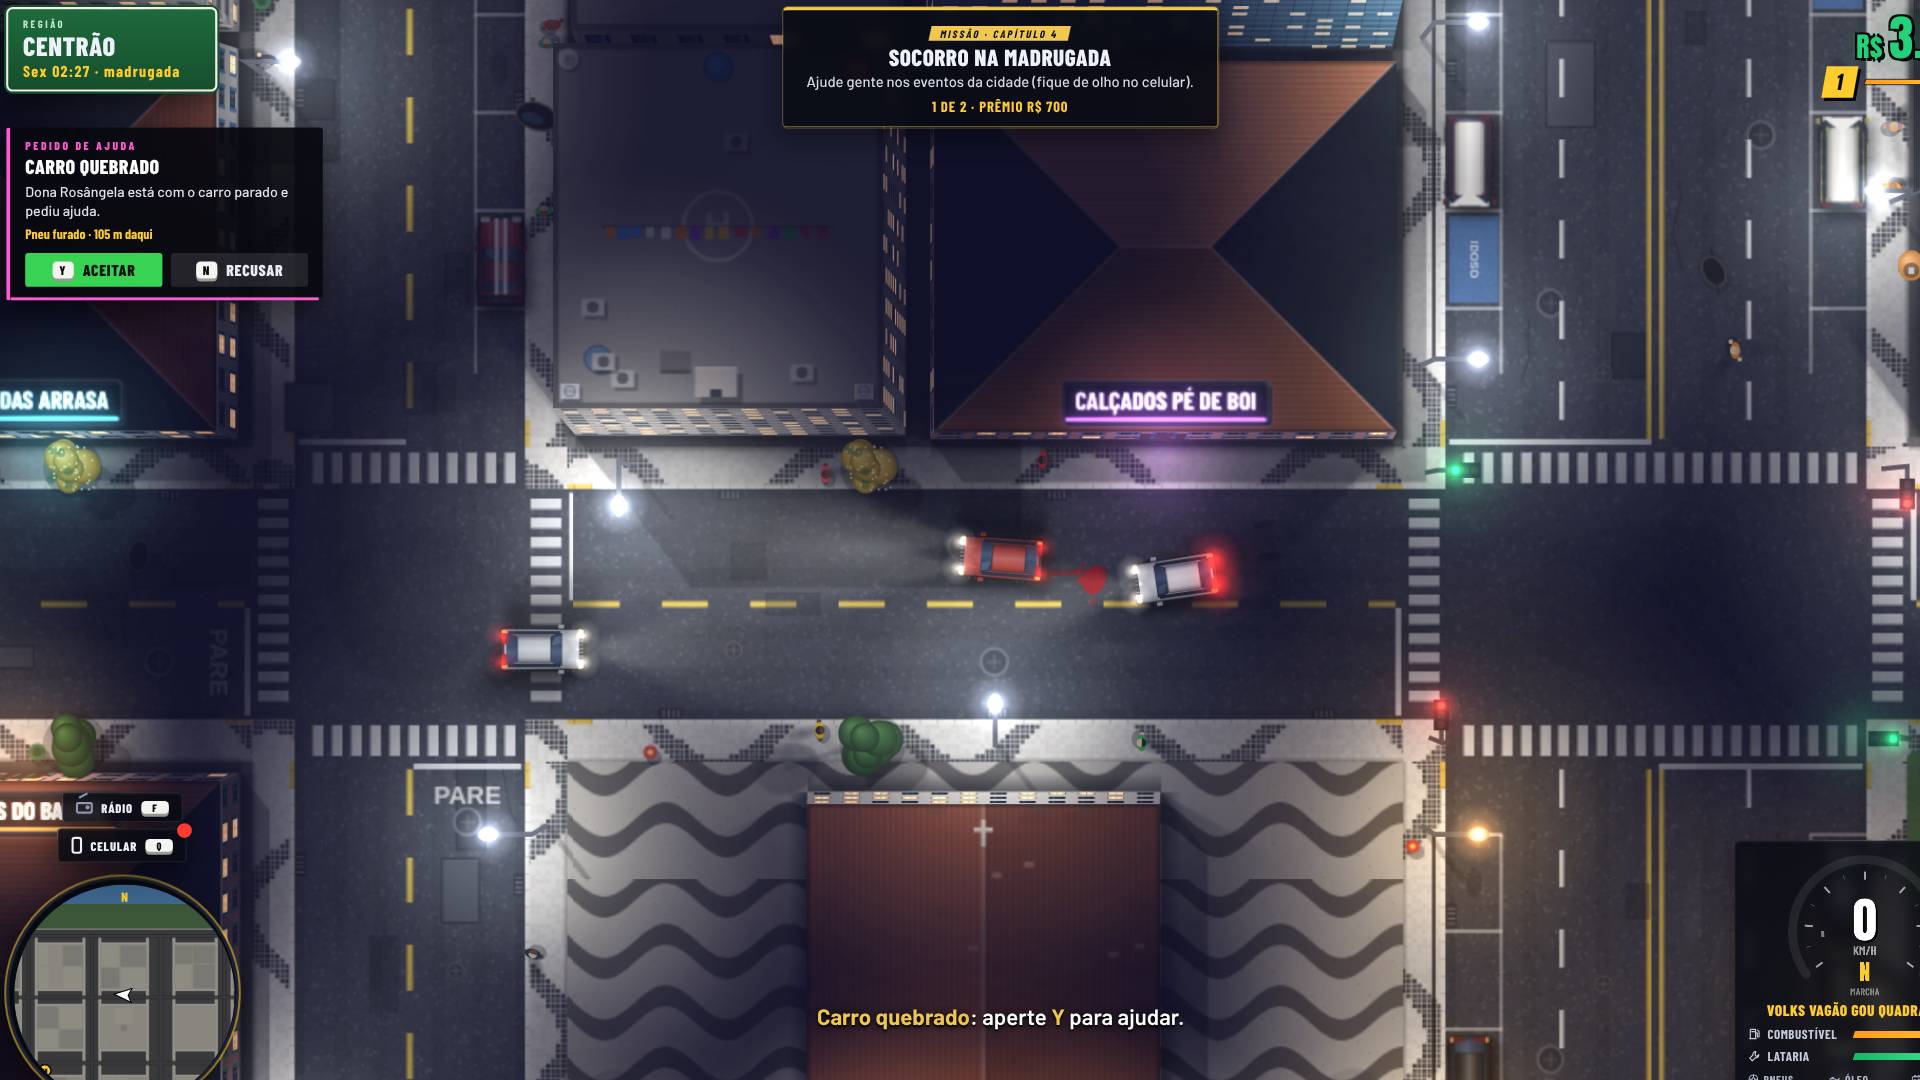 REGIÃO
CENTRÃO
Sex 02:27 · madrugada
MISSÃO · CAPÍTULO 4
SOCORRO NA MADRUGADA
Ajude gente nos eventos da cidade (fique de olho no celular).
1 DE 2 · PRÊMIO R$ 700
R$ 3.
1
PEDIDO DE AJUDA
CARRO QUEBRADO
Dona Rosângela está com o carro parado e
pediu ajuda.
Pneu furado · 105 m daqui
Y ACEITAR
N RECUSAR
H
IDOSO
DAS ARRASA
CALÇADOS PÉ DE BOI
PARE
PARE
S DO BA
RÁDIO F
CELULAR Q
N
0
KM/H
N
MARCHA
VOLKS VAGÃO GOU QUADRA
COMBUSTÍVEL
LATARIA
PNEUS
ÓLEO
Carro quebrado: aperte Y para ajudar.